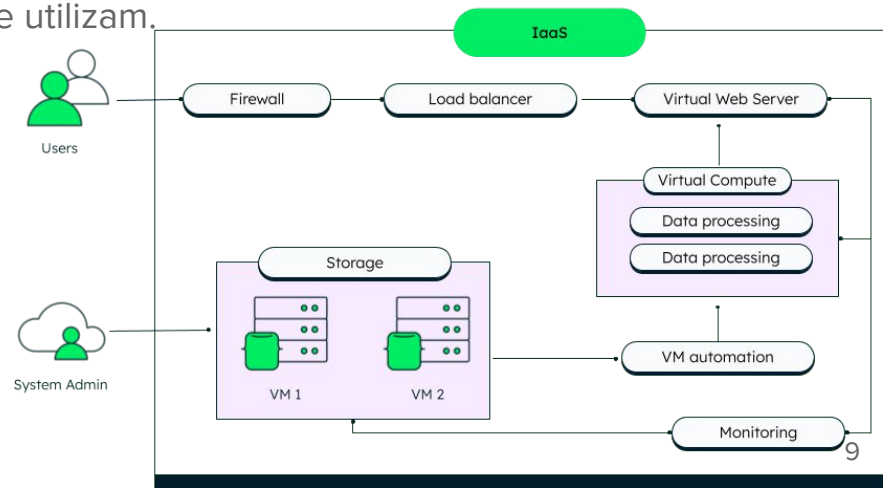 e utilizam.
IaaS
Firewall
Load balancer
Virtual Web Server
Users
Virtual Compute
Data processing
Data processing
Storage
VM automation
System Admin
VM 1
VM 2
Monitoring
9